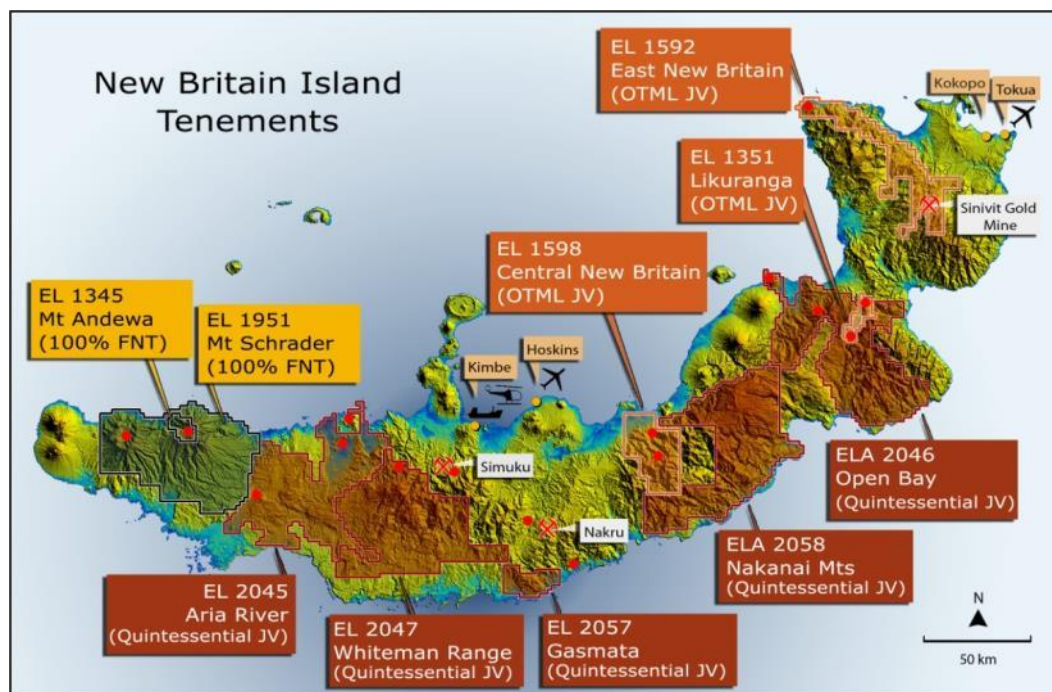 New Britain Island
Tenements
EL 1592
East New Britain
(OTML JV)
Kokopo
Tokua
EL 1351
Likuranga
(OTML JV)
Sinivit Gold
Mine
EL 1598
Central New Britain
(OTML JV)
EL 1345
Mt Andewa
(100% FNT)
EL 1951
Mt Schrader
(100% FNT)
Kimbe
Hoskins
Simuku
Nakru
ELA 2046
Open Bay
(Quintessential JV)
ELA 2058
Nakanai Mts
(Quintessential JV)
EL 2045
Aria River
(Quintessential JV)
EL 2047
Whiteman Range
(Quintessential JV)
EL 2057
Gasmata
(Quintessential JV)
N
50 km